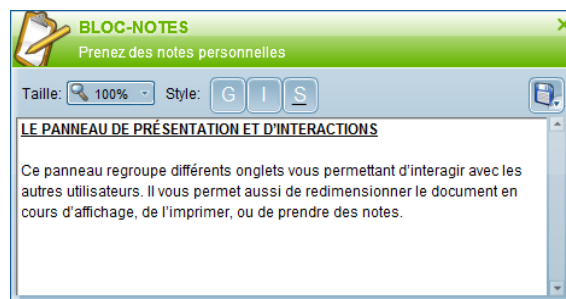 BLOC-NOTES
Prenez des notes personnelles
Taille: 100% Style: G I S
LE PANNEAU DE PRÉSENTATION ET D'INTERACTIONS
Ce panneau regroupe différents onglets vous permettant d'interagir avec les
autres utilisateurs. Il vous permet aussi de redimensionner le document en
cours d'affichage, de l'imprimer, ou de prendre des notes.